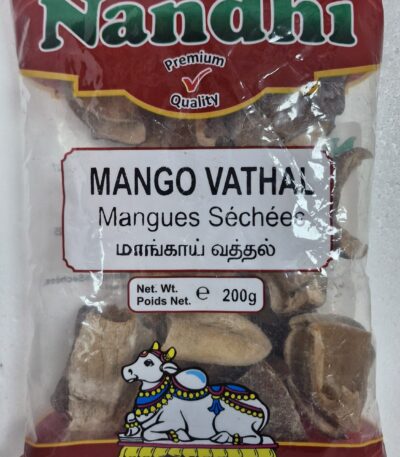 Nandhi
Premium
Quality
MANGO VATHAL
Mangues Séchées
மாங்காய் வத்தல்
Net. Wt.
Poids Net.
℮ 200g